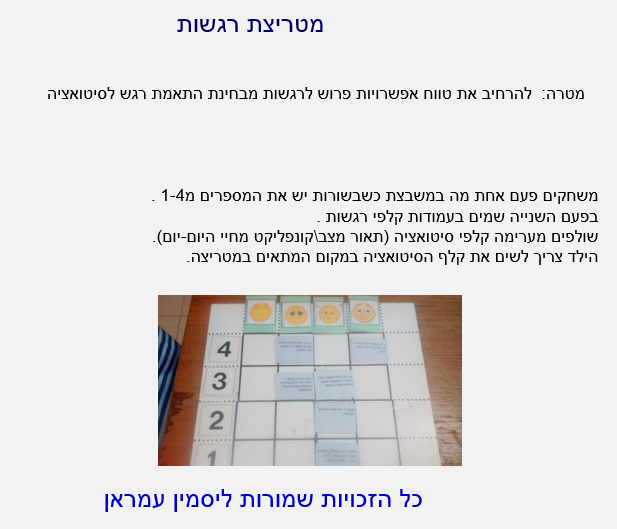 מטריצת רגשות
מטרה:  להרחיב את טווח אפשרויות פרוש לרגשות מבחינת התאמת רגש לסיטואציה
משחקים פעם אחת מה במשבצת כשבשורות יש את המספרים מ1-4 .
בפעם השנייה שמים בעמודות קלפי רגשות .
שולפים מערימה קלפי סיטואציה (תאור מצב\קונפליקט מחיי היום-יום).
הילד צריך לשים את קלף הסיטואציה במקום המתאים במטריצה.
4
3
2
1
כל הזכויות שמורות ליסמין עמראן